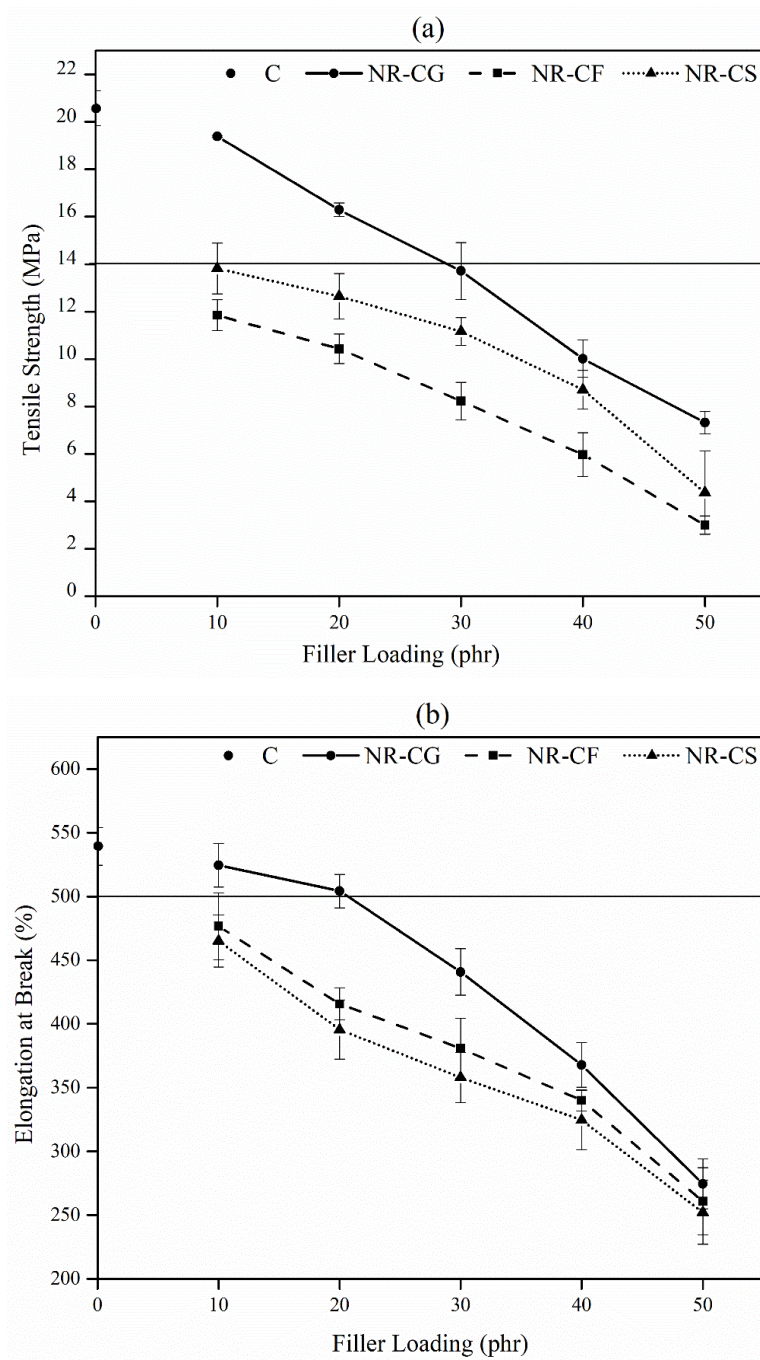 (a)
C NR-CG NR-CF NR-CS
22
20
18
16
14
12
10
8
6
4
2
0
Tensile Strength (MPa)
0 10 20 30 40 50
Filler Loading (phr)
(b)
C NR-CG NR-CF NR-CS
600
550
500
450
400
350
300
250
200
Elongation at Break (%)
0 10 20 30 40 50
Filler Loading (phr)